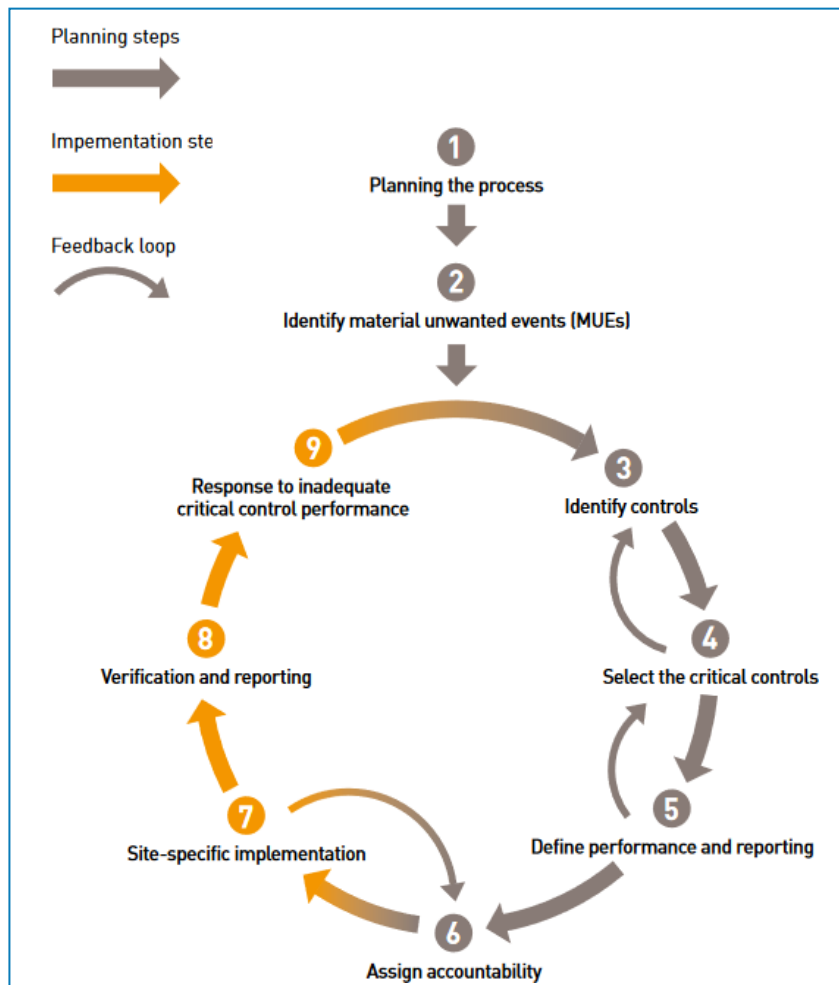 Planning steps
Impementation ste
Feedback loop
1
Planning the process
2
Identify material unwanted events (MUEs)
3
Identify controls
4
Select the critical controls
5
Define performance and reporting
6
Assign accountability
7
Site-specific implementation
8
Verification and reporting
9
Response to inadequate
critical control performance